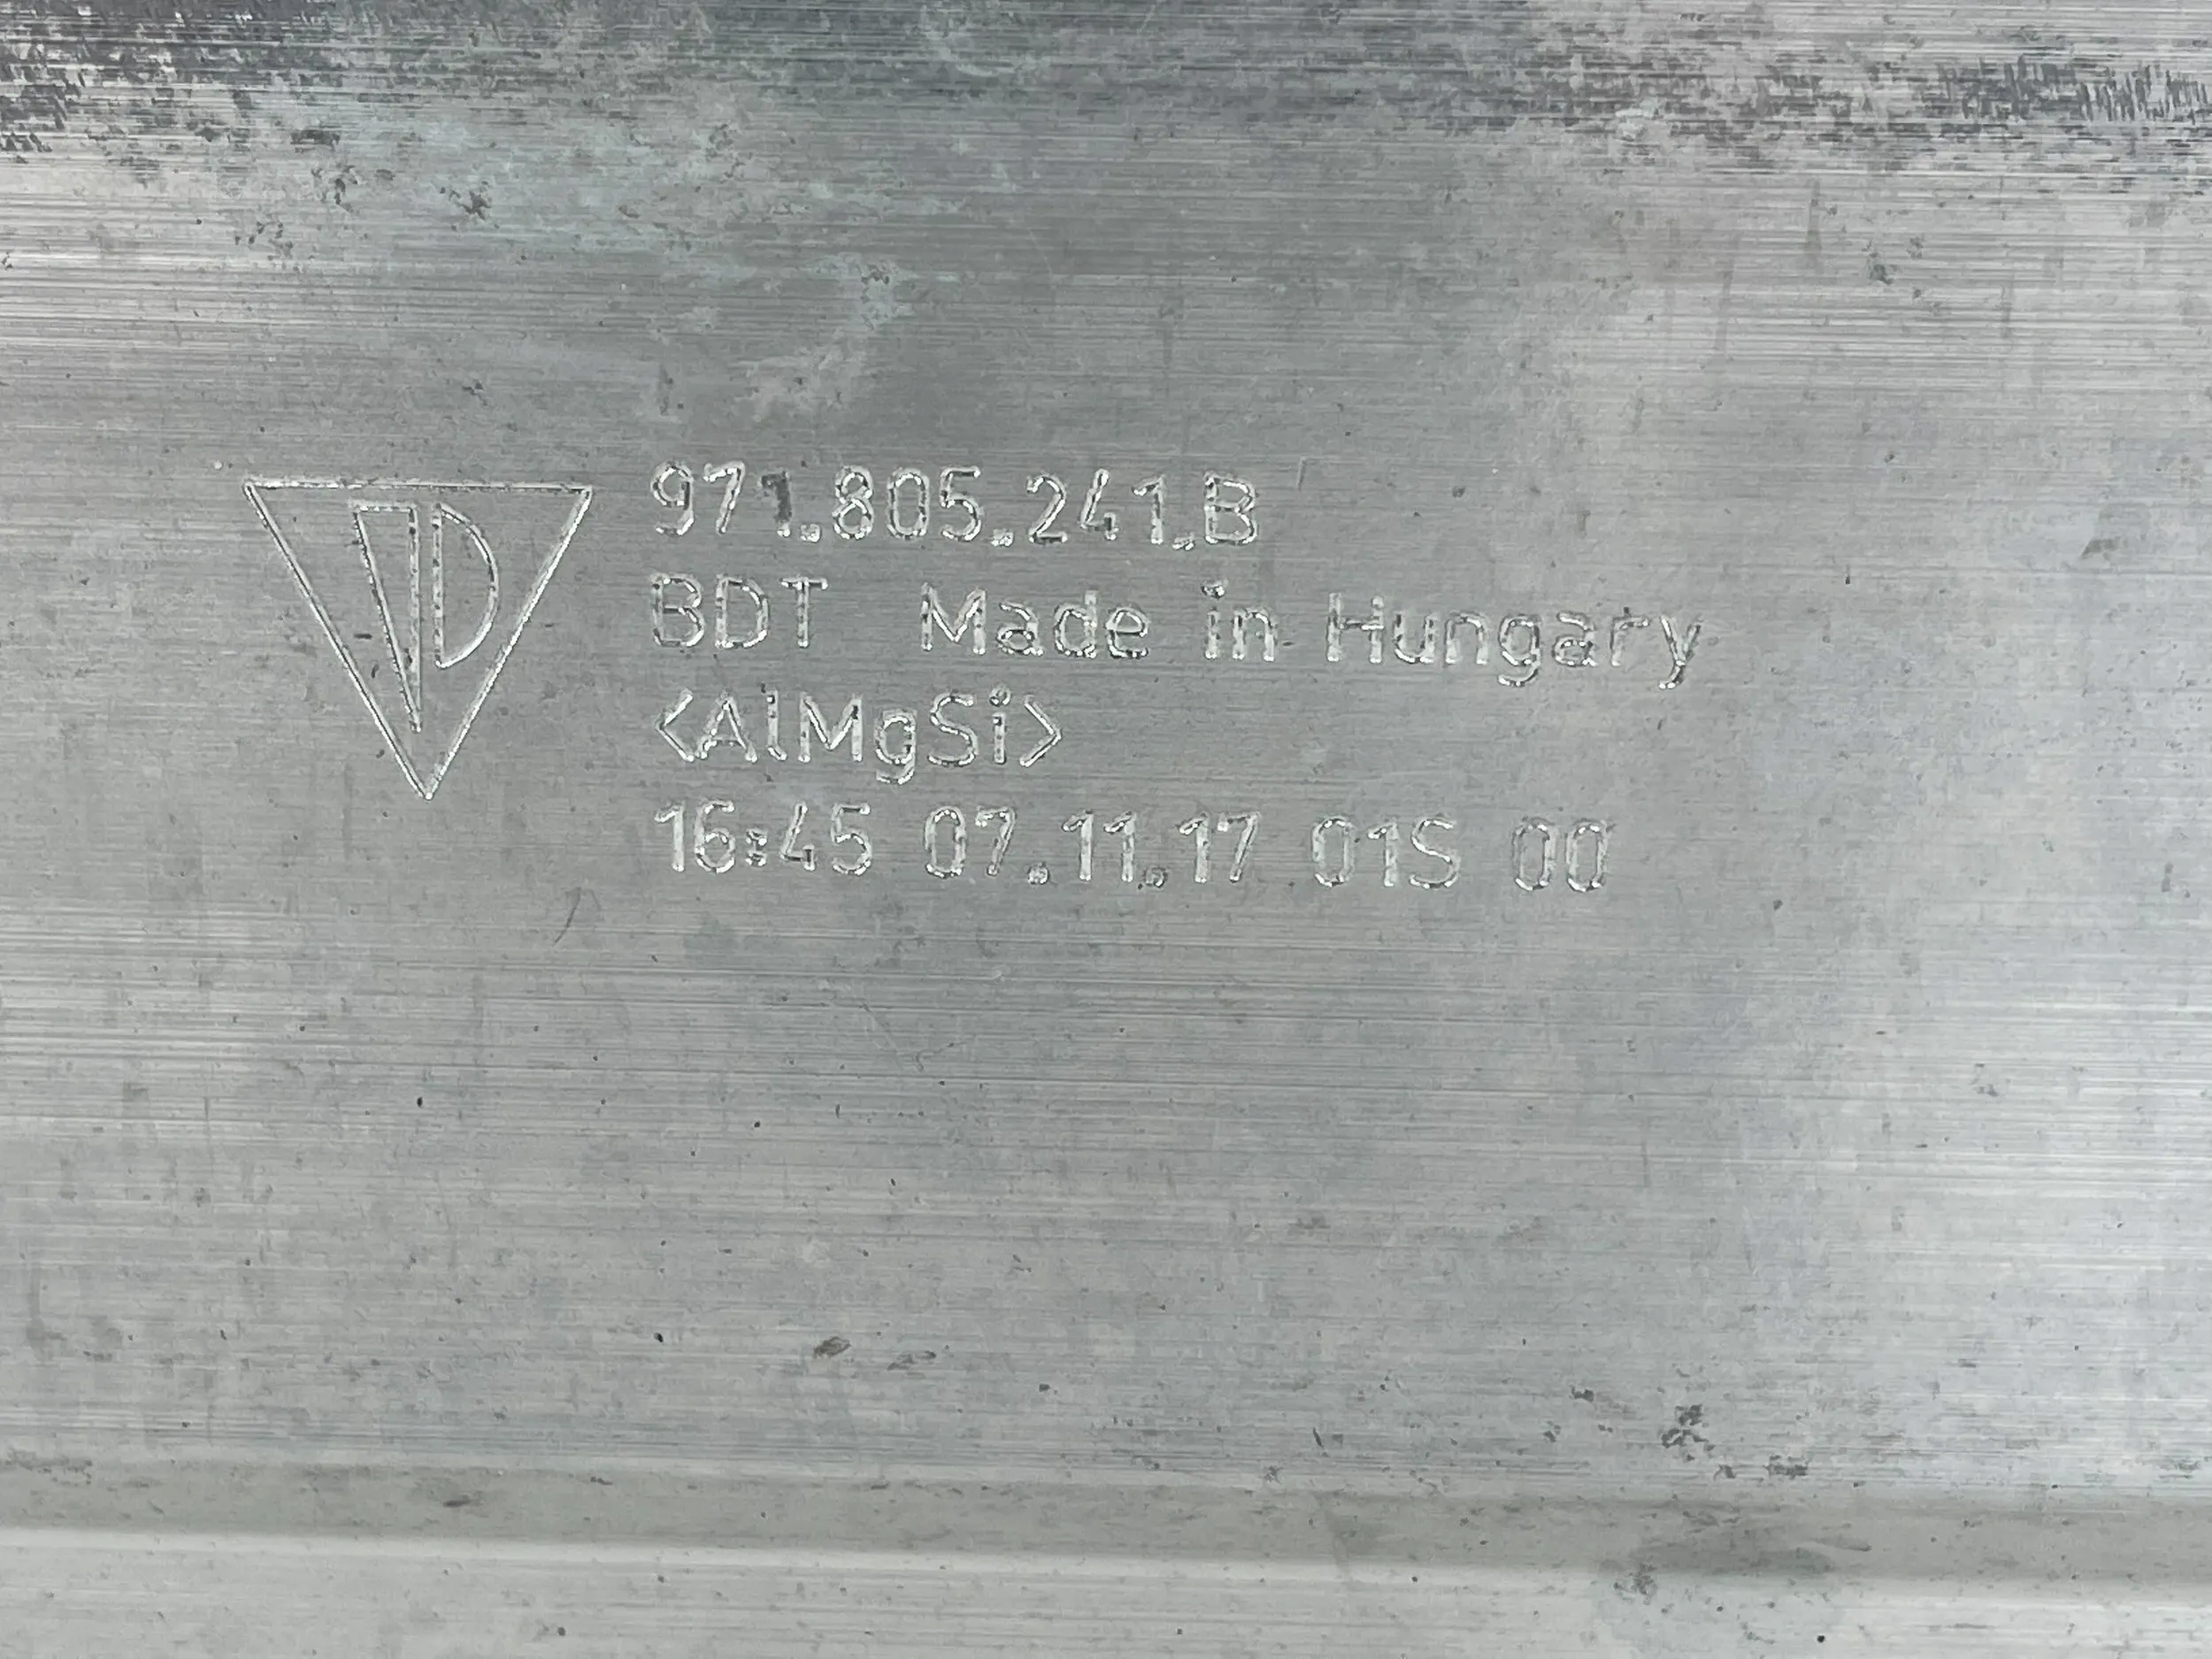 971.805.241.B
BDT Made in Hungary
<AlMgSi>
16:45 07.11.17 01S 00